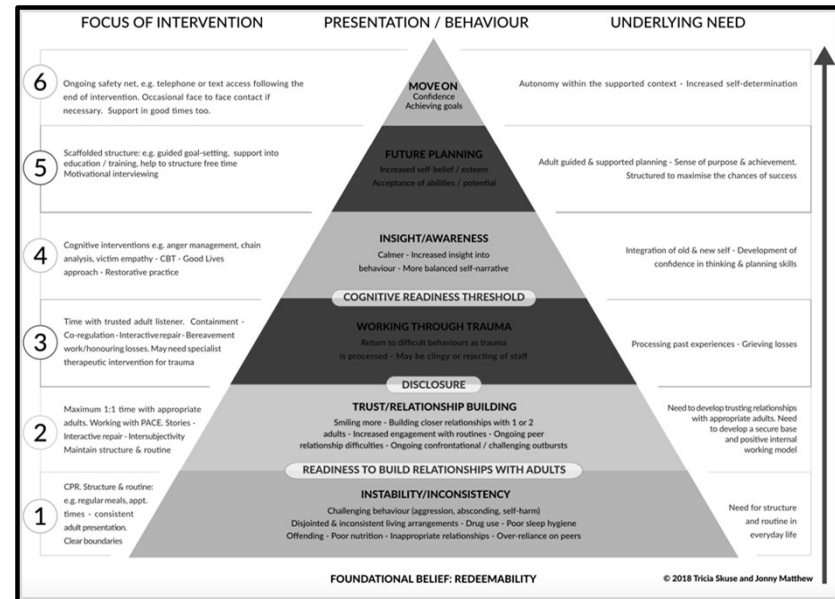 FOCUS OF INTERVENTION
PRESENTATION / BEHAVIOUR
UNDERLYING NEED
6
Ongoing safety net, e.g. telephone or text access following the
end of intervention. Occasional face to face contact if
necessary. Support in good times too.
MOVE ON
Confidence
Achieving goals
Autonomy within the supported context - Increased self-determination
5
Scaffolded structure: e.g. guided goal-setting, support into
education / training, help to structure free time
Motivational interviewing
FUTURE PLANNING
Increased self-belief / esteem
Acceptance of abilities / potential
Adult guided & supported planning - Sense of purpose & achievement.
Structured to maximise the chances of success
4
Cognitive interventions e.g. anger management, chain
analysis, victim empathy - CBT - Good Lives
approach - Restorative practice
INSIGHT/AWARENESS
Calmer - Increased insight into
behaviour - More balanced self-narrative
Integration of old & new self - Development of
confidence in thinking & planning skills
COGNITIVE READINESS THRESHOLD
3
Time with trusted adult listener. Containment -
Co-regulation - Interactive repair - Bereavement
work/honouring losses. May need specialist
therapeutic intervention for trauma
WORKING THROUGH TRAUMA
Return to difficult behaviours as trauma
is processed - May be clingy or rejecting of staff
Processing past experiences - Grieving losses
DISCLOSURE
2
Maximum 1:1 time with appropriate
adults. Working with PACE. Stories -
Interactive repair - Intersubjectivity
Maintain structure & routine
TRUST/RELATIONSHIP BUILDING
Smiling more - Building closer relationships with 1 or 2
adults - Increased engagement with routines - Ongoing peer
relationship difficulties - Ongoing confrontational / challenging outbursts
Need to develop trusting relationships
with appropriate adults. Need
to develop a secure base
and positive internal
working model
READINESS TO BUILD RELATIONSHIPS WITH ADULTS
1
CPR. Structure & routine:
e.g. regular meals, appt.
times - consistent
adult presentation.
Clear boundaries
INSTABILITY/INCONSISTENCY
Challenging behaviour (aggression, absconding, self-harm)
Disjointed & inconsistent living arrangements - Drug use - Poor sleep hygiene
Offending - Poor nutrition - Inappropriate relationships - Over-reliance on peers
Need for structure
and routine in
everyday life
FOUNDATIONAL BELIEF: REDEEMABILITY
© 2018 Tricia Skuse and Jonny Matthew